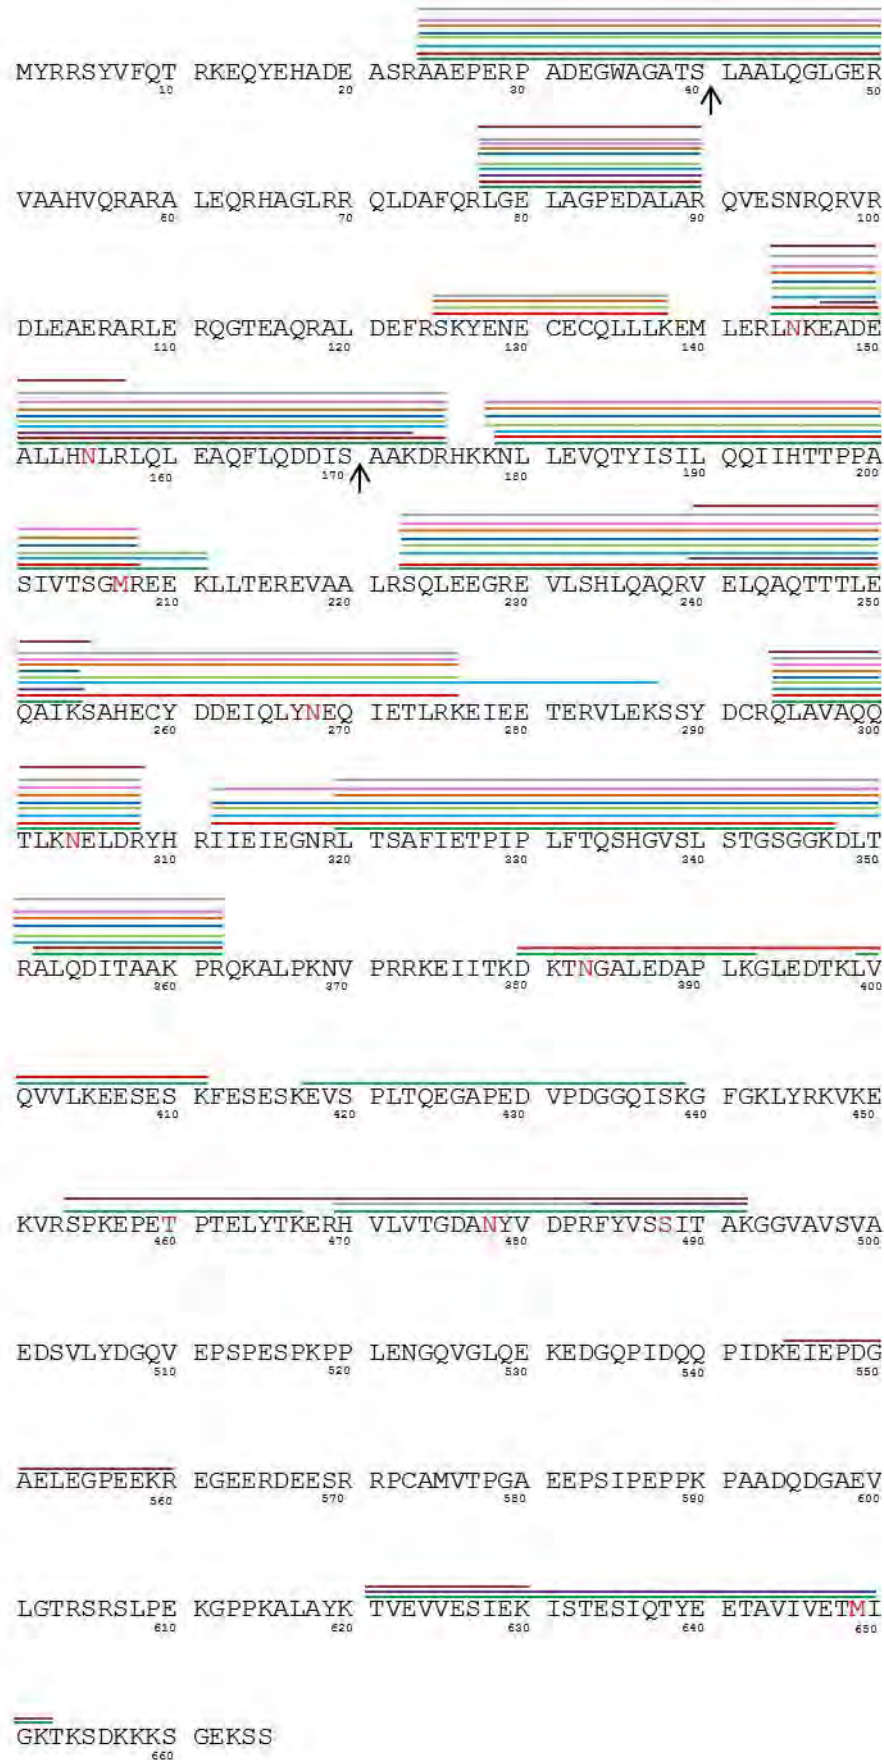 MYRRSYVFQT RKEQYEHADE ASRAAEPERP ADEGWAGATS LAALQGLGER
10 20 30 40 50
VAAHVQRARA LEQRHAGLRR QLDAFQRLGE LAGPEDALAR QVESNRQRVR
60 70 80 90 100
DLEAERARLE RQGTEAQRAL DEFRSKYENE CECQLLLKEM LERLNKEADE
110 120 130 140 150
ALLHNLRLQL EAQFLQDDIS AAKDRHKKNL LEVQTYISIL QQIIHTTPPA
160 170 180 190 200
SIVTSGMREE KLLTEREVAA LRSQLEEGRE VLSHLQAQRV ELQAQTTTLE
210 220 230 240 250
QAIKSAHECY DDEIQLYNEQ IETLRKEIEE TERVLEKSSY DCRQLAVAQQ
260 270 280 290 300
TLKNELDRYH RIIEIEGNRL TSAFIETPIP LFTQSHGVSL STGSGGKDLT
310 320 330 340 350
RALQDITAAK PRQKALPKNV PRRKEIITKD KTNGALEDAP LKGLEDTKLV
360 370 380 390 400
QVVLKEESES KFESESKEVS PLTQEGAPED VPDGGQISKG FGKLYRKVKE
410 420 430 440 450
KVRSPKEPET PTELYTKERH VLVTGDANYV DPRFYVSSIT AKGGVAVSVA
460 470 480 490 500
EDSVLYDGQV EPSPESPKPP LENGQVGLQE KEDGQPIDQQ PIDKEIEPDG
510 520 530 540 550
AELEGPEEKR EGEERDEESR RPCAMVTPGA EEPSIPEPPK PAADQDGAEV
560 570 580 590 600
LGTRSRSLPE KGPPKALAYK TVEVVESIEK ISTESIQTYE ETAVIVETMI
610 620 630 640 650
GKTKSDKKKS GEKSS
660